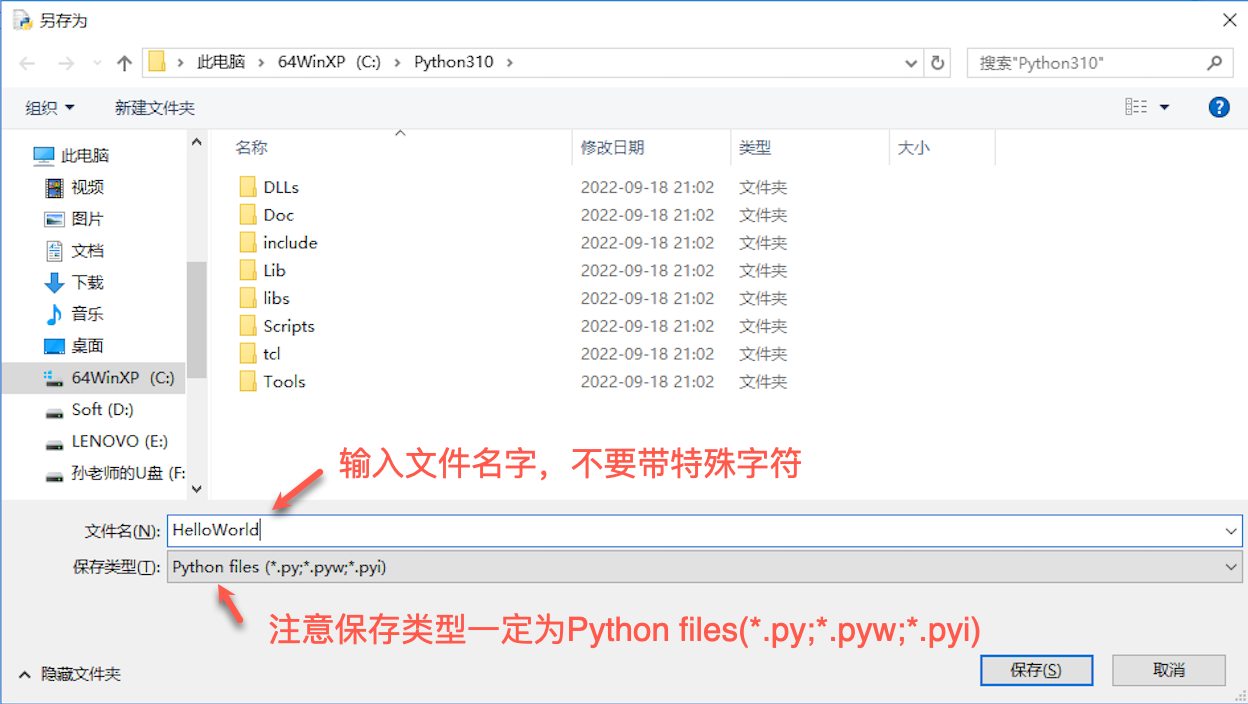 另存为
此电脑 › 64WinXP (C:) › Python310 ›
搜索"Python310"
组织 新建文件夹
名称 修改日期 类型 大小
此电脑
视频
图片
文档
下载
音乐
桌面
64WinXP (C:)
Soft (D:)
LENOVO (E:)
孙老师的U盘 (F:
DLLs 2022-09-18 21:02 文件夹
Doc 2022-09-18 21:02 文件夹
include 2022-09-18 21:02 文件夹
Lib 2022-09-18 21:02 文件夹
libs 2022-09-18 21:02 文件夹
Scripts 2022-09-18 21:02 文件夹
tcl 2022-09-18 21:02 文件夹
Tools 2022-09-18 21:02 文件夹
输入文件名字，不要带特殊字符
文件名(N): HelloWorld
保存类型(T): Python files (*.py;*.pyw;*.pyi)
注意保存类型一定为Python files(*.py;*.pyw;*.pyi)
隐藏文件夹 保存(S) 取消